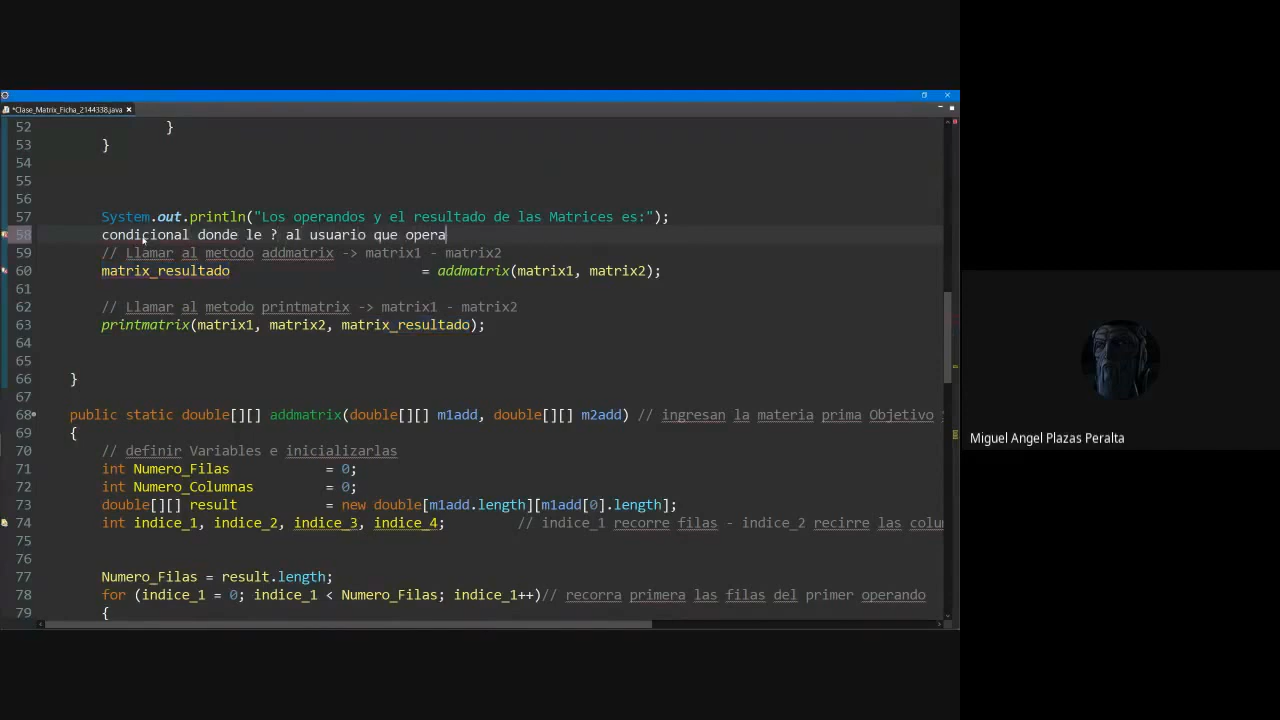 *Clase_Matrix_Ficha_2144338.java
52 }
53 }
54
55
56
57 System.out.println("Los operandos y el resultado de las Matrices es:");
58 condicional donde le ? al usuario que opera
59 // Llamar al metodo addmatrix -> matrix1 - matrix2
60 matrix_resultado = addmatrix(matrix1, matrix2);
61
62 // Llamar al metodo printmatrix -> matrix1 - matrix2
63 printmatrix(matrix1, matrix2, matrix_resultado);
64
65
66 }
67
68 public static double[][] addmatrix(double[][] m1add, double[][] m2add) // ingresan la materia prima Objetivo
69 {
70 // definir Variables e inicializarlas
71 int Numero_Filas = 0;
72 int Numero_Columnas = 0;
73 double[][] result = new double[m1add.length][m1add[0].length];
74 int indice_1, indice_2, indice_3, indice_4; // indice_1 recorre filas - indice_2 recirre las colu
75
76
77 Numero_Filas = result.length;
78 for (indice_1 = 0; indice_1 < Numero_Filas; indice_1++)// recorra primera las filas del primer operando
79 {
Miguel Angel Plazas Peralta